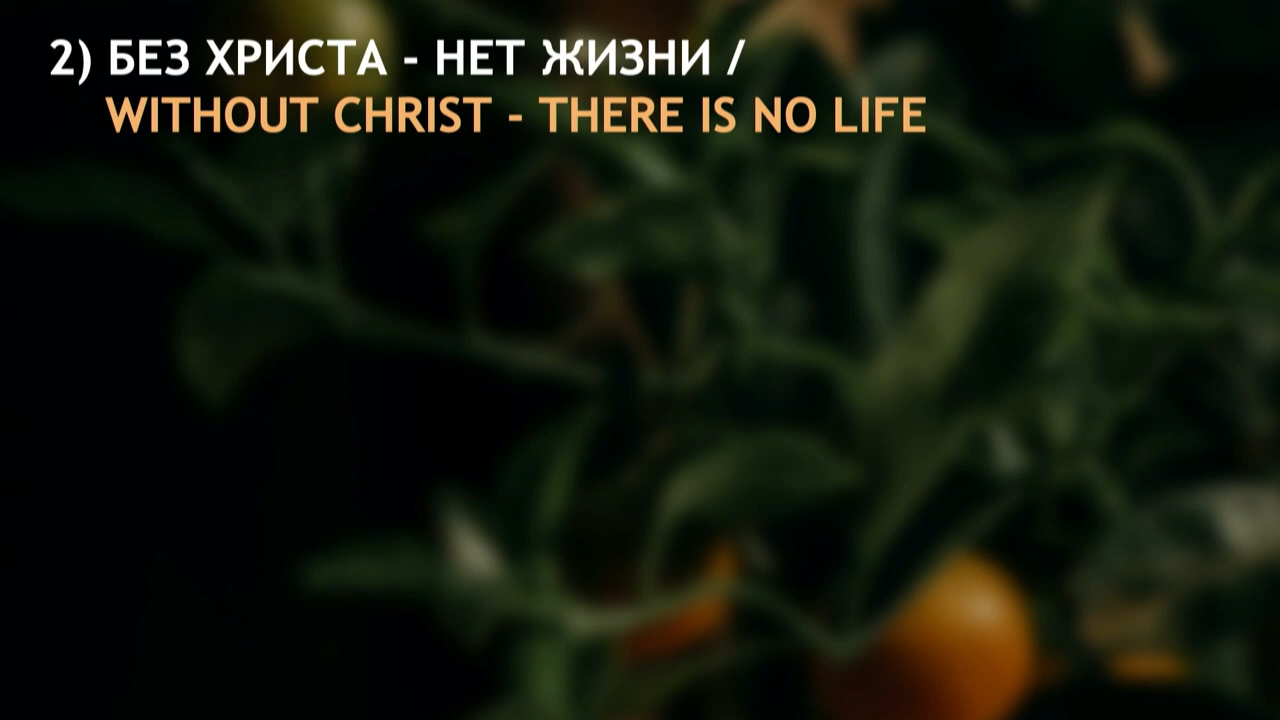 2) БЕЗ ХРИСТА - НЕТ ЖИЗНИ /
WITHOUT CHRIST - THERE IS NO LIFE